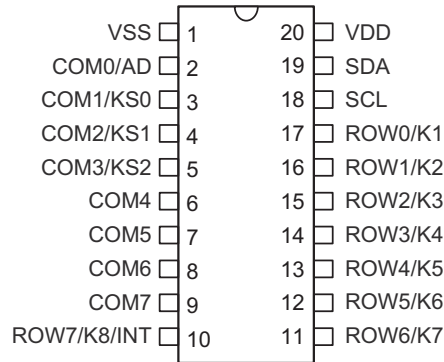 VSS 1 20 VDD
COM0/AD 2 19 SDA
COM1/KS0 3 18 SCL
COM2/KS1 4 17 ROW0/K1
COM3/KS2 5 16 ROW1/K2
COM4 6 15 ROW2/K3
COM5 7 14 ROW3/K4
COM6 8 13 ROW4/K5
COM7 9 12 ROW5/K6
ROW7/K8/INT 10 11 ROW6/K7